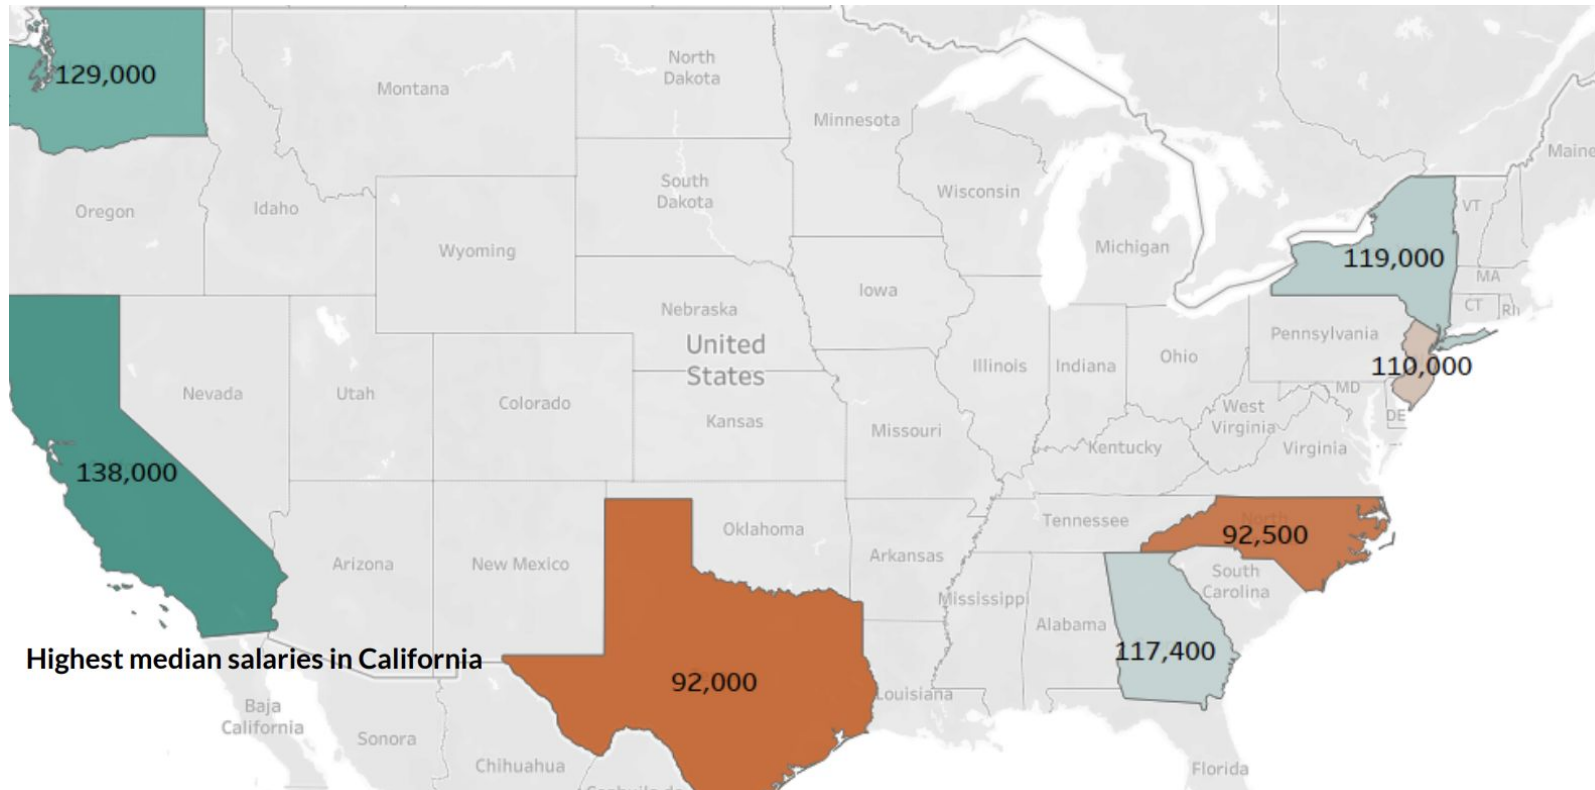 129,000
Montana
North
Dakota
Minnesota
Maine
Oregon
Idaho
South
Dakota
Wisconsin
VT
Wyoming
Michigan
119,000
MA
CT
Rh
Iowa
Nebraska
Pennsylvania
United
States
110,000
Illinois
Indiana
Ohio
MD
Nevada
Utah
Colorado
Kansas
Missouri
West
Virginia
DE
Kentucky
Virginia
138,000
Oklahoma
Tennessee
North
92,500
Arizona
New Mexico
Arkansas
South
Carolina
Mississippi
Alabama
117,400
Highest median salaries in California
92,000
Louisiana
Baja
California
Sonora
Chihuahua
Florida